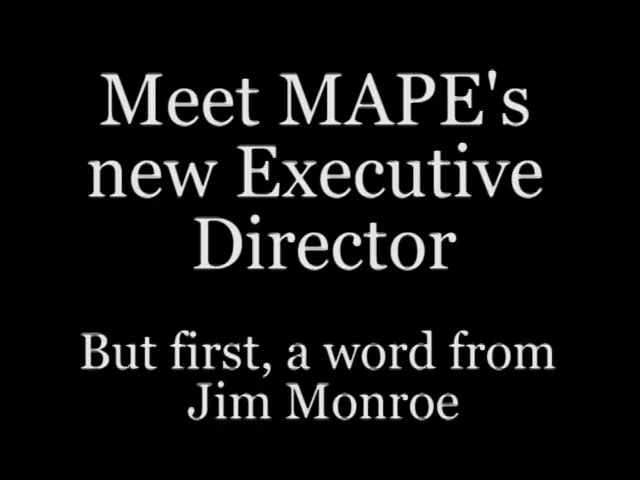 Meet MAPE's
new Executive
Director
But first, a word from
Jim Monroe